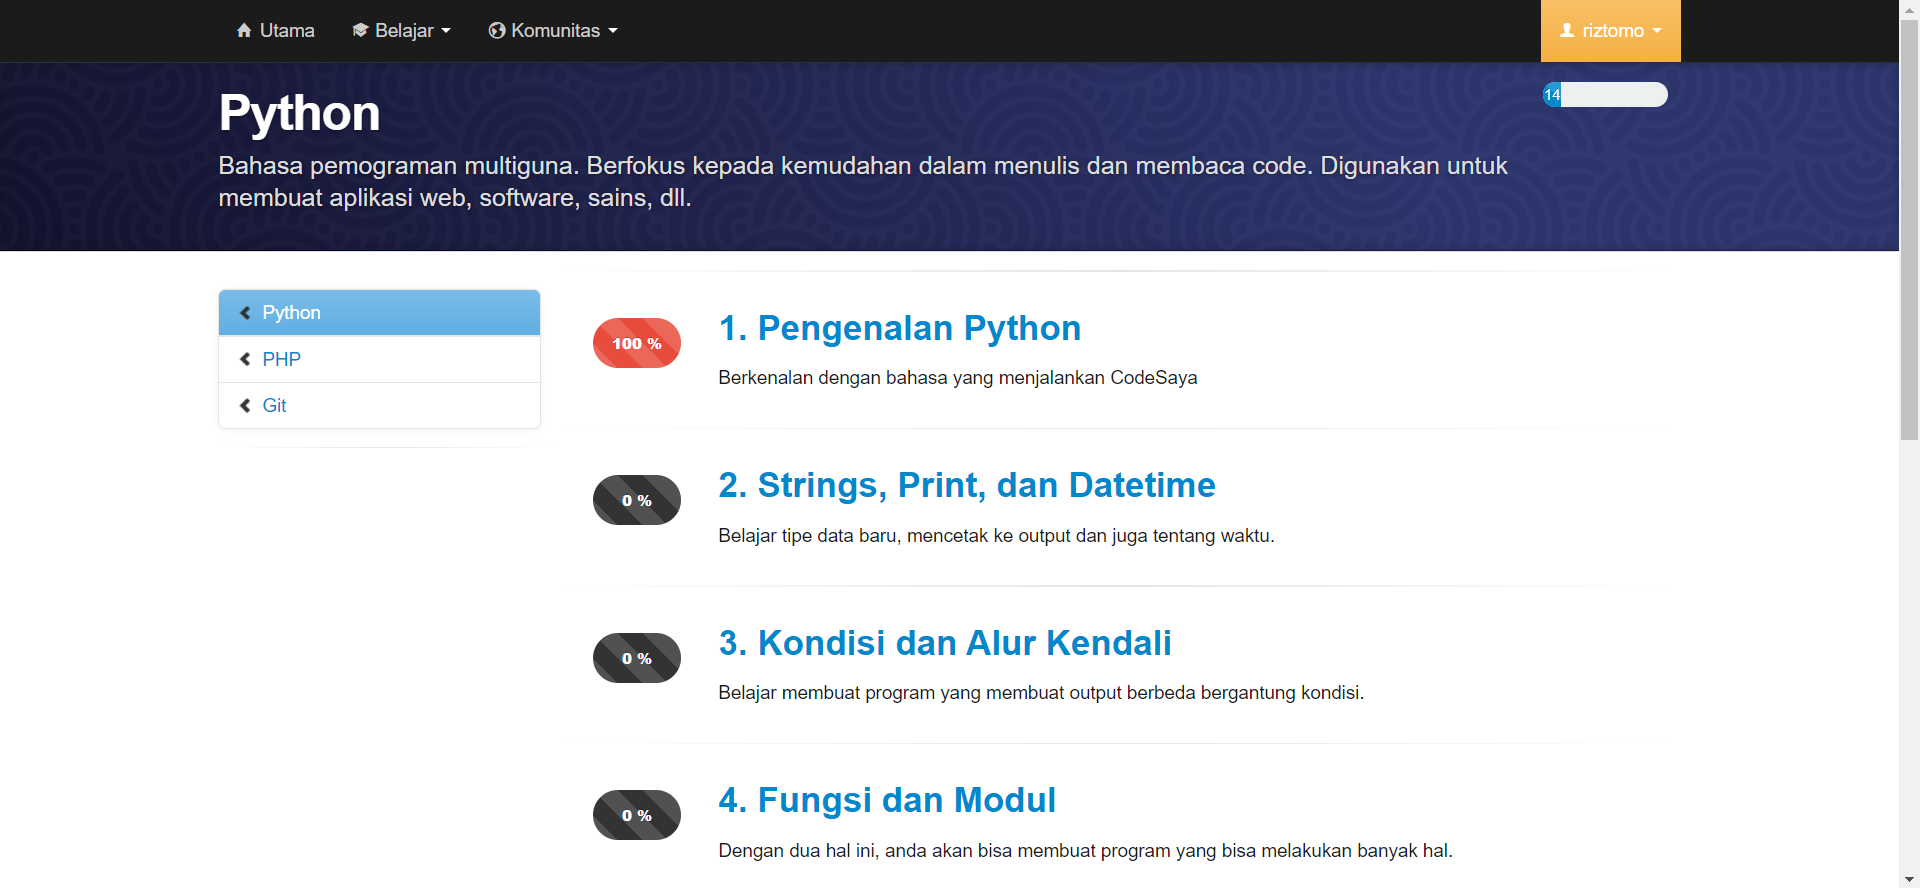 Utama Belajar Komunitas riztomo
Python
14
Bahasa pemograman multiguna. Berfokus kepada kemudahan dalam menulis dan membaca code. Digunakan untuk
membuat aplikasi web, software, sains, dll.
Python
PHP
Git
100 %
1. Pengenalan Python
Berkenalan dengan bahasa yang menjalankan CodeSaya
0 %
2. Strings, Print, dan Datetime
Belajar tipe data baru, mencetak ke output dan juga tentang waktu.
0 %
3. Kondisi dan Alur Kendali
Belajar membuat program yang membuat output berbeda bergantung kondisi.
0 %
4. Fungsi dan Modul
Dengan dua hal ini, anda akan bisa membuat program yang bisa melakukan banyak hal.